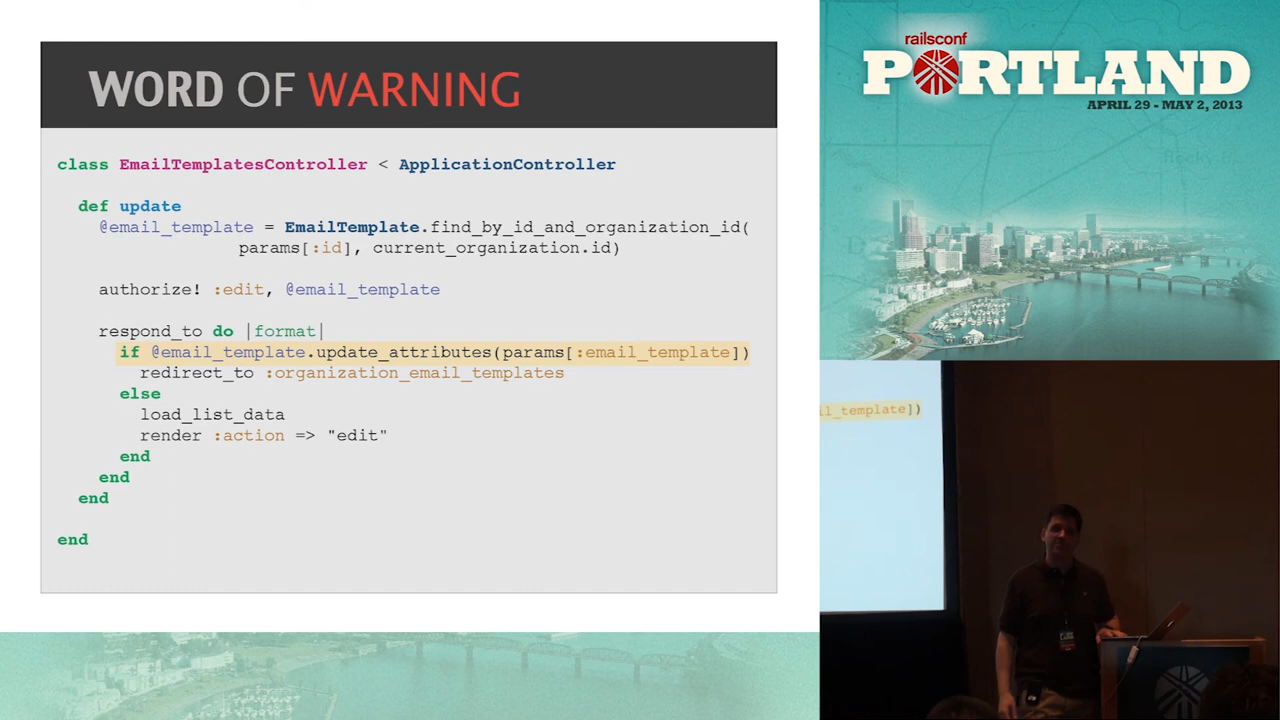 WORD OF WARNING
class EmailTemplatesController < ApplicationController
def update
@email_template = EmailTemplate.find_by_id_and_organization_id(
params[:id], current_organization.id)
authorize! :edit, @email_template
respond_to do |format|
if @email_template.update_attributes(params[:email_template])
redirect_to :organization_email_templates
else
load_list_data
render :action => "edit"
end
end
end
end
railsconf
PORTLAND
APRIL 29 - MAY 2, 2013
il_template])